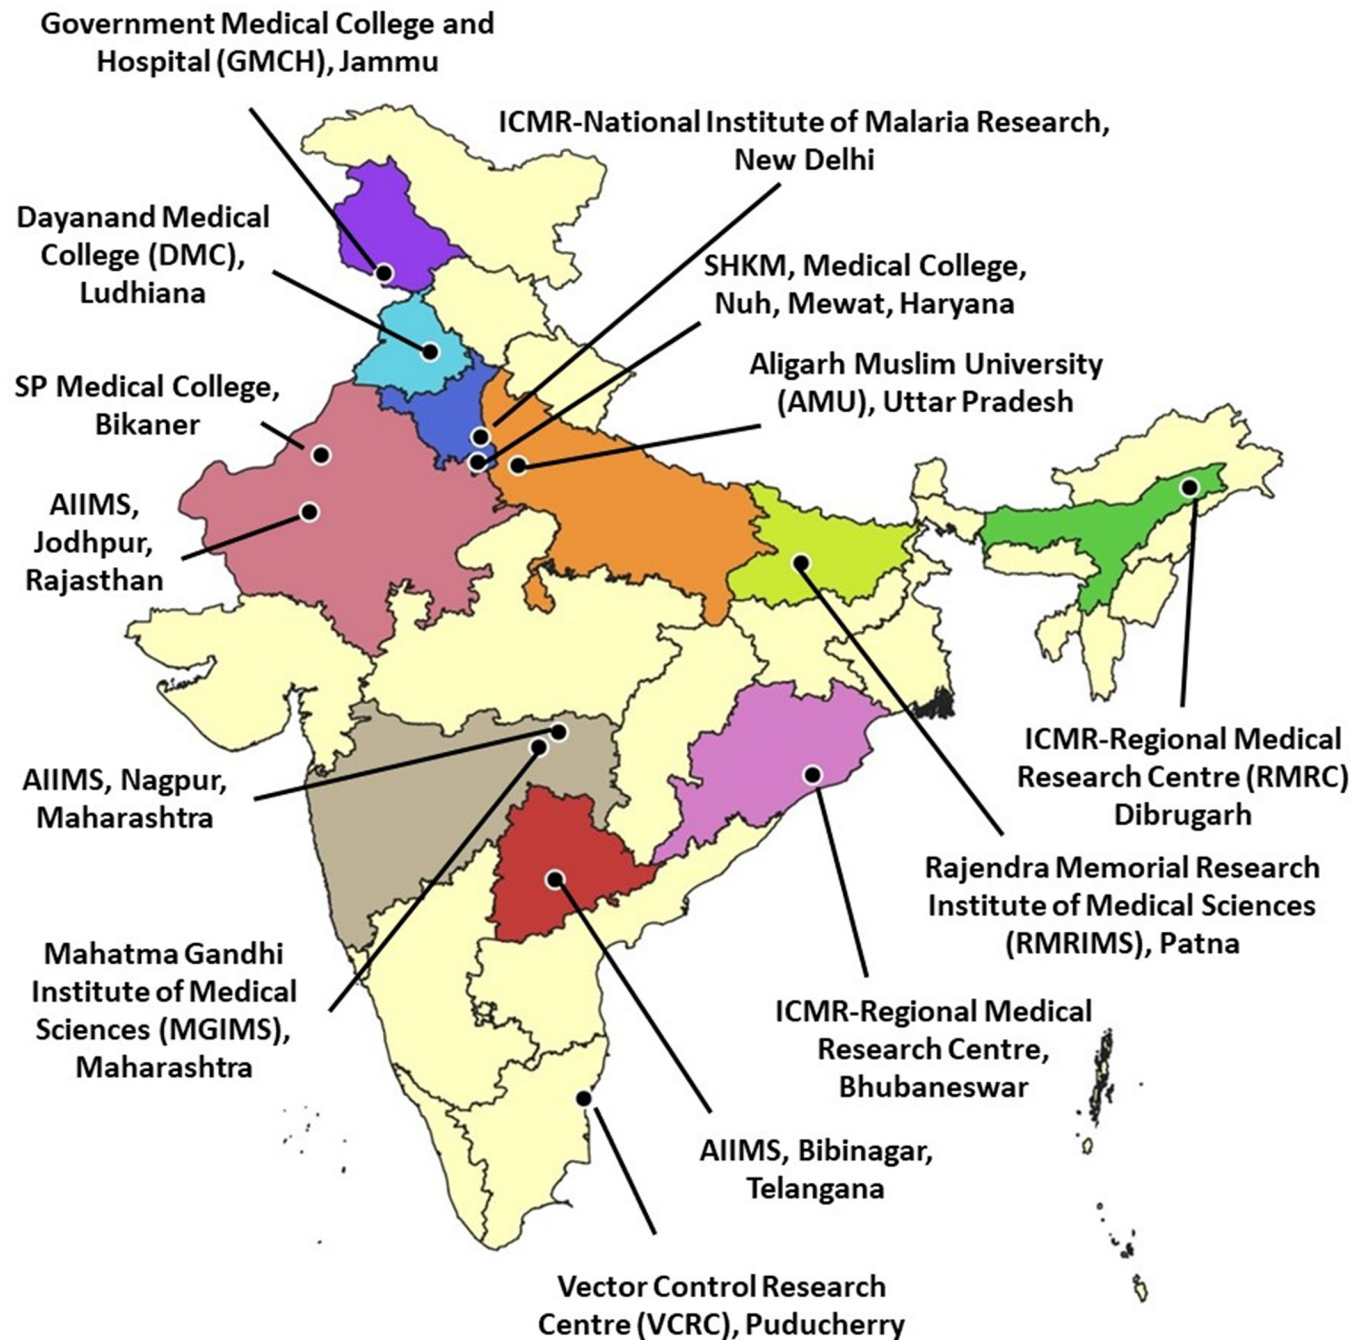 Government Medical College and
Hospital (GMCH), Jammu
ICMR-National Institute of Malaria Research,
New Delhi
Dayanand Medical
College (DMC),
Ludhiana
SHKM, Medical College,
Nuh, Mewat, Haryana
Aligarh Muslim University
(AMU), Uttar Pradesh
SP Medical College,
Bikaner
AIIMS,
Jodhpur,
Rajasthan
ICMR-Regional Medical
Research Centre (RMRC)
Dibrugarh
AIIMS, Nagpur,
Maharashtra
Rajendra Memorial Research
Institute of Medical Sciences
(RMRIMS), Patna
Mahatma Gandhi
Institute of Medical
Sciences (MGIMS),
Maharashtra
ICMR-Regional Medical
Research Centre,
Bhubaneswar
AIIMS, Bibinagar,
Telangana
Vector Control Research
Centre (VCRC), Puducherry